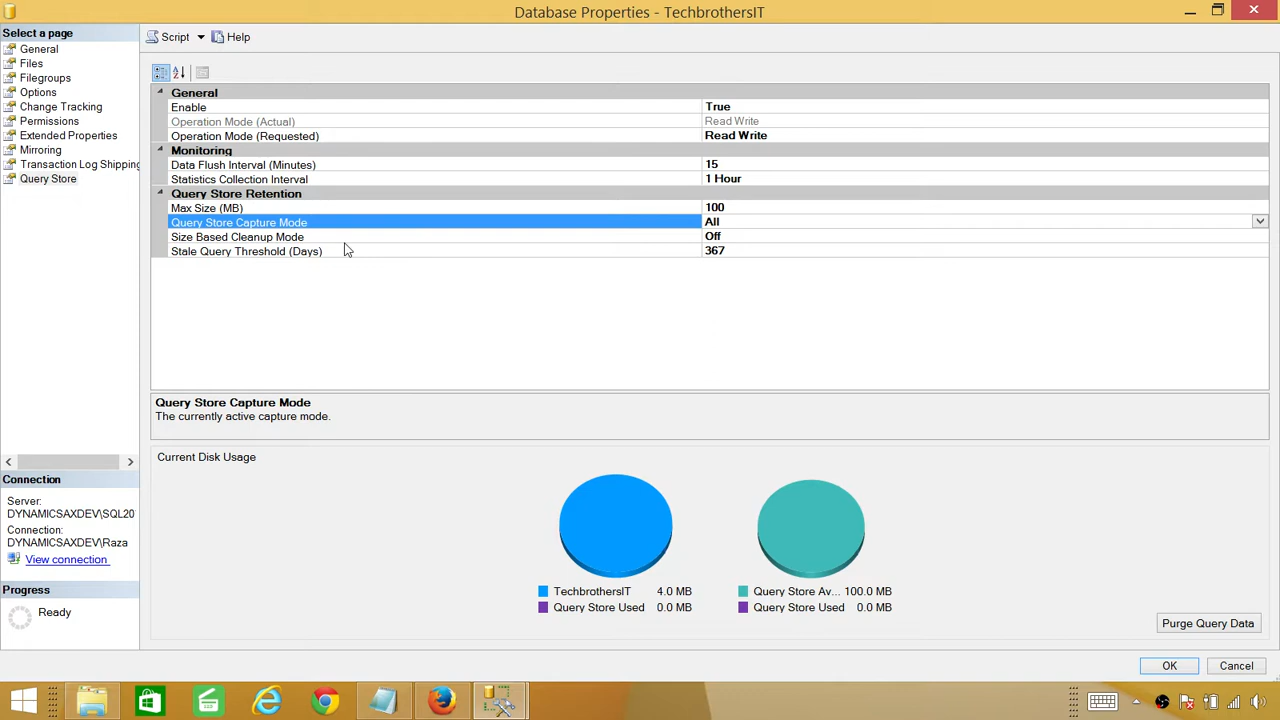 Database Properties - TechbrothersIT
Select a page
General
Files
Filegroups
Options
Change Tracking
Permissions
Extended Properties
Mirroring
Transaction Log Shipping
Query Store
Script
Help
General
Enable True
Operation Mode (Actual) Read Write
Operation Mode (Requested) Read Write
Monitoring
Data Flush Interval (Minutes) 15
Statistics Collection Interval 1 Hour
Query Store Retention
Max Size (MB) 100
Query Store Capture Mode All
Size Based Cleanup Mode Off
Stale Query Threshold (Days) 367
Query Store Capture Mode
The currently active capture mode.
Current Disk Usage
TechbrothersIT 4.0 MB
Query Store Used 0.0 MB
Query Store Av... 100.0 MB
Query Store Used 0.0 MB
Purge Query Data
Connection
Server:
DYNAMICSAXDEV\SQL20
Connection:
DYNAMICSAXDEV\Raza
View connection
Progress
Ready
OK
Cancel